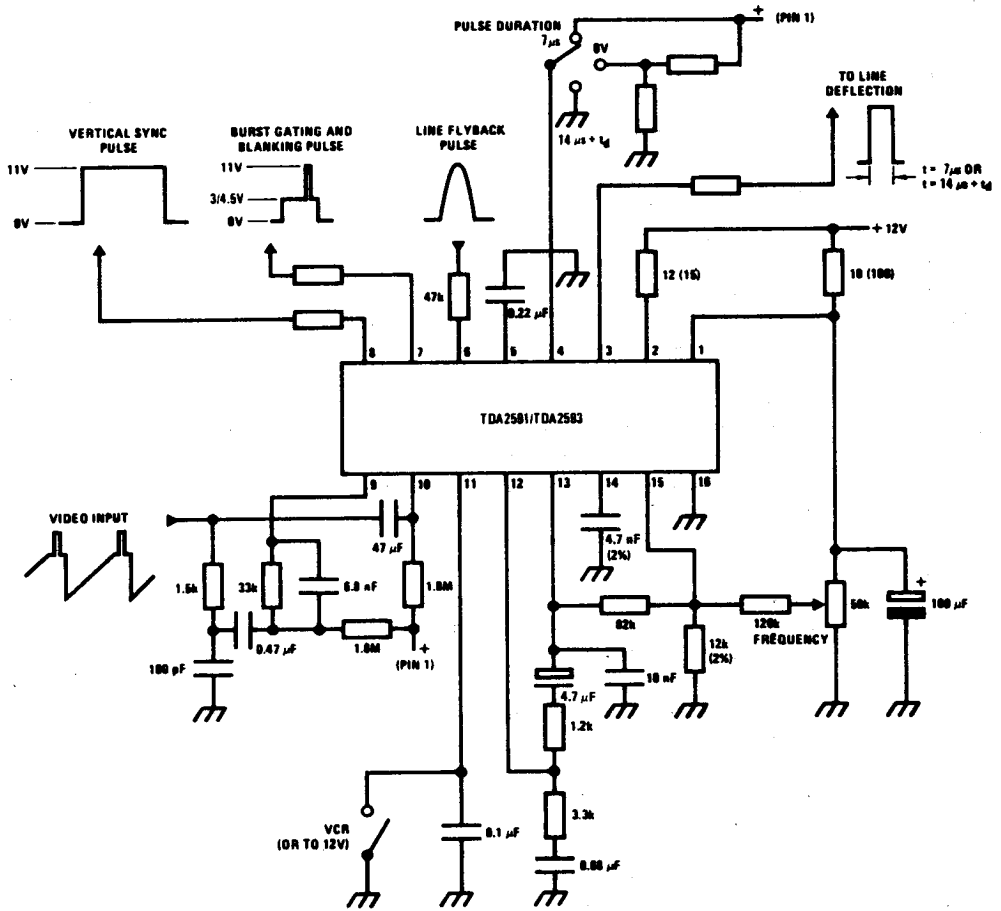 +
(PIN 1)
PULSE DURATION
7μs
0V
14 μs + td
TO LINE
DEFLECTION
t = 7μs OR
t = 14 μs + td
VERTICAL SYNC
PULSE
11V
0V
BURST GATING AND
BLANKING PULSE
11V
3/4.5V
0V
LINE FLYBACK
PULSE
47k
0.22 μF
12 (15)
+ 12V
10 (100)
8 7 6 5 4 3 2 1
TDA2591/TDA2593
9 10 11 12 13 14 15 16
VIDEO INPUT
47 μF
4.7 nF
(2%)
1.5k
33k
6.8 nF
1.8M
0.47 μF
1.8M
+
(PIN 1)
100 pF
82k
120k
FREQUENCY
50k
+
100 μF
12k
(2%)
10 nF
4.7 μF
1.2k
3.3k
0.68 μF
VCR
(OR TO 12V)
0.1 μF